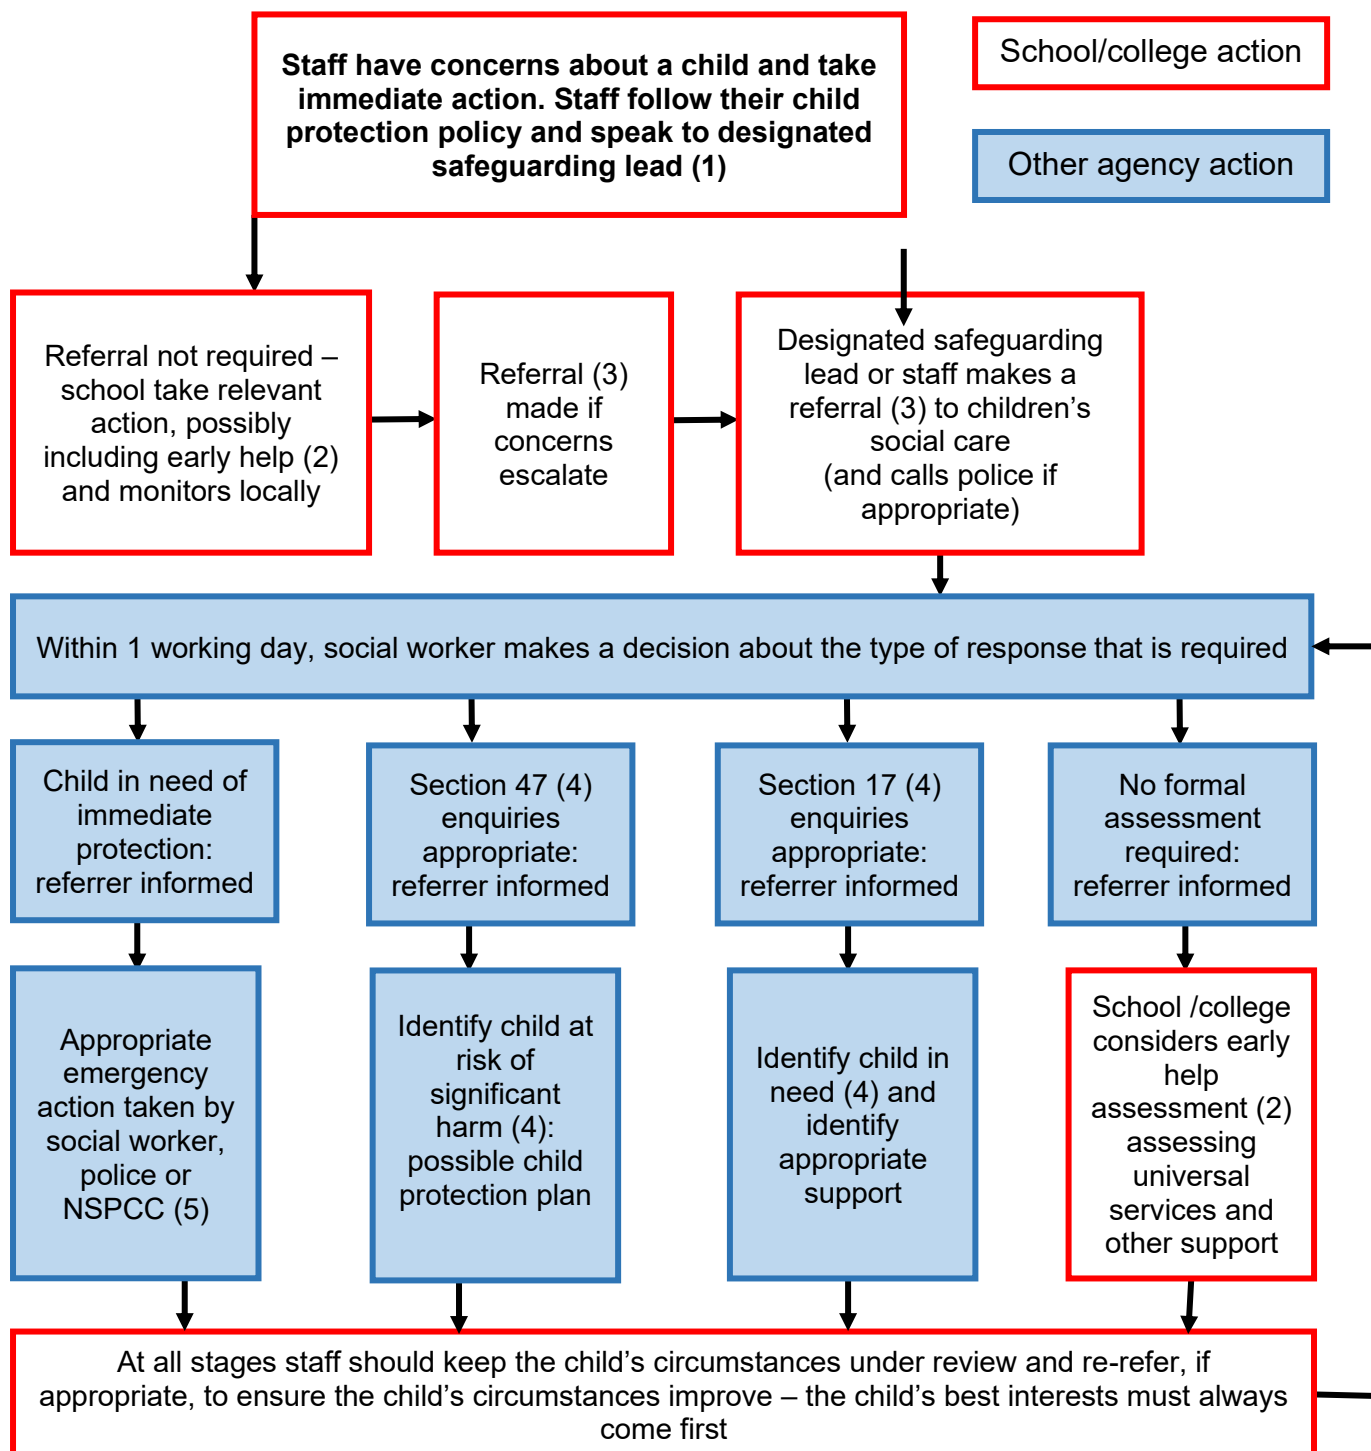 Staff have concerns about a child and take
immediate action. Staff follow their child
protection policy and speak to designated
safeguarding lead (1)
School/college action
Other agency action
Referral not required –
school take relevant
action, possibly
including early help (2)
and monitors locally
Referral (3)
made if
concerns
escalate
Designated safeguarding
lead or staff makes a
referral (3) to children’s
social care
(and calls police if
appropriate)
Within 1 working day, social worker makes a decision about the type of response that is required
Child in need of
immediate
protection:
referrer informed
Section 47 (4)
enquiries
appropriate:
referrer informed
Section 17 (4)
enquiries
appropriate:
referrer informed
No formal
assessment
required:
referrer informed
Appropriate
emergency
action taken by
social worker,
police or
NSPCC (5)
Identify child at
risk of
significant
harm (4):
possible child
protection plan
Identify child in
need (4) and
identify
appropriate
support
School /college
considers early
help
assessment (2)
assessing
universal
services and
other support
At all stages staff should keep the child’s circumstances under review and re-refer, if
appropriate, to ensure the child’s circumstances improve – the child’s best interests must always
come first